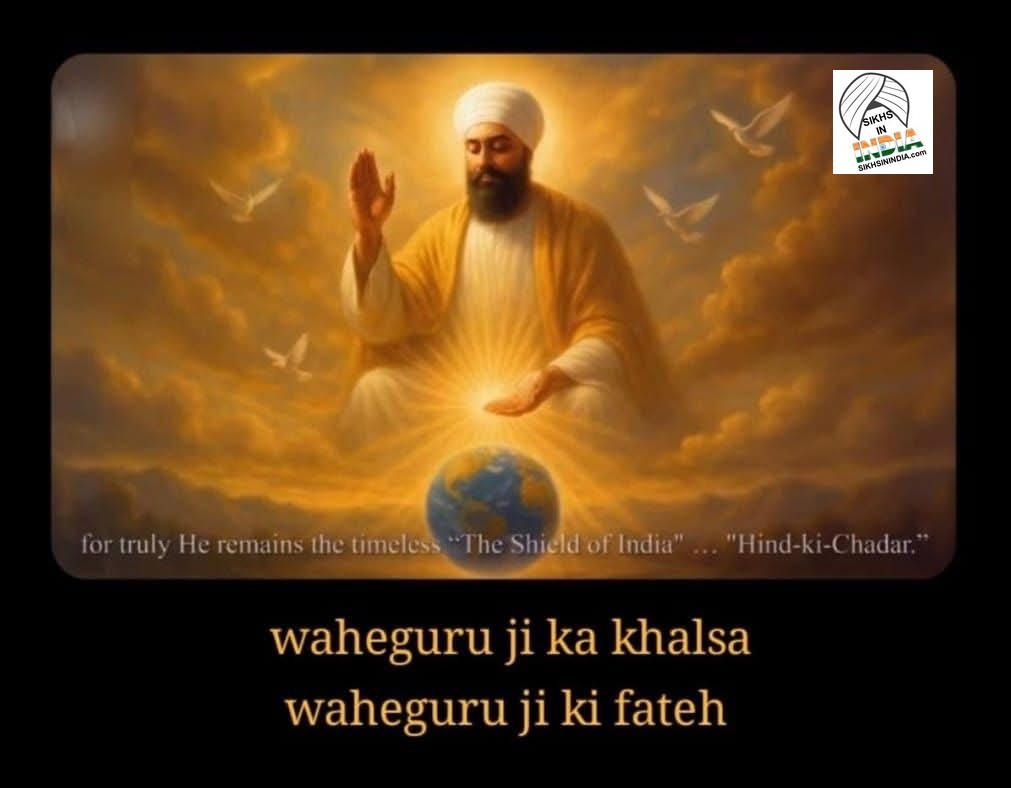 SIKHS
IN
INDIA
SIKHSININDIA.com
for truly He remains the timeless “The Shield of India" … "Hind-ki-Chadar.”
waheguru ji ka khalsa
waheguru ji ki fateh